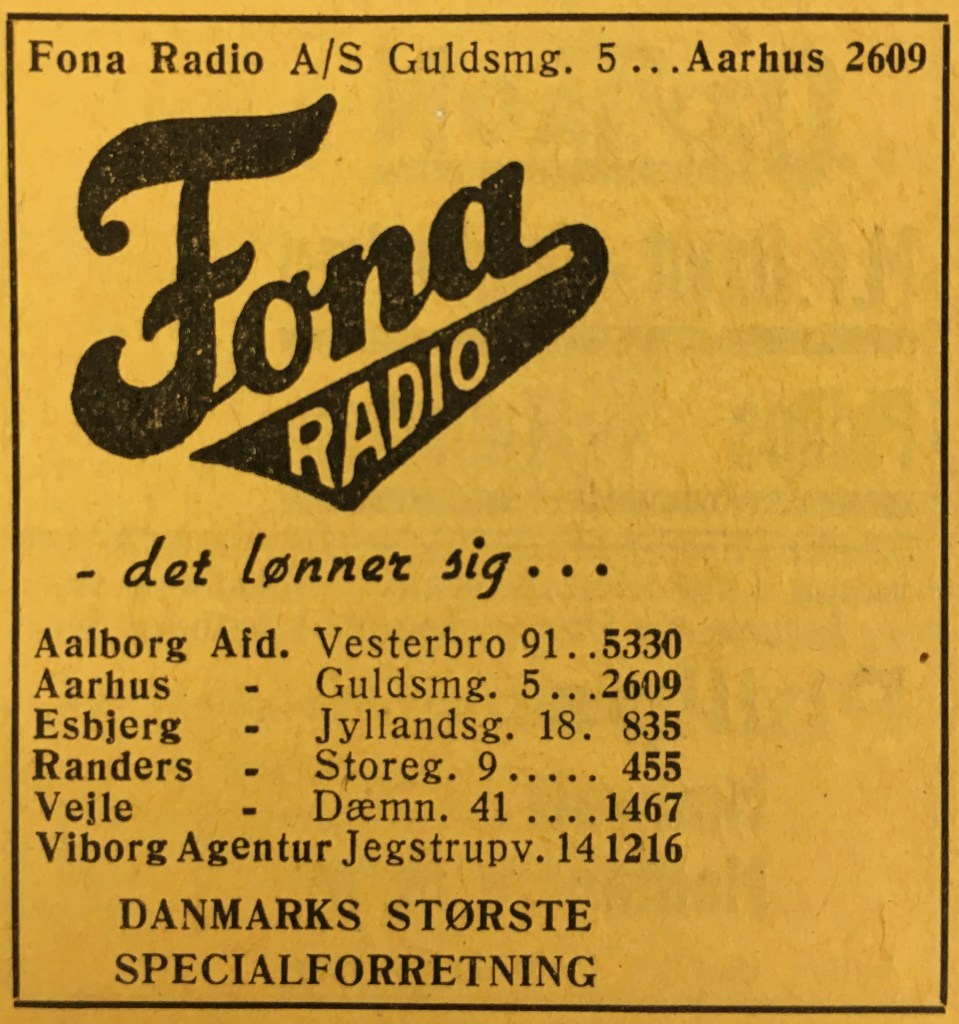 Fona Radio A/S Guldsmg. 5 ...Aarhus 2609
Fona
RADIO
- det lønner sig...
Aalborg Afd. Vesterbro 91..5330
Aarhus - Guldsmg. 5...2609
Esbjerg - Jyllandsg. 18. 835
Randers - Storeg. 9..... 455
Vejle - Dæmn. 41 ....1467
Viborg Agentur Jegstrupv. 14 1216
DANMARKS STØRSTE
SPECIALFORRETNING